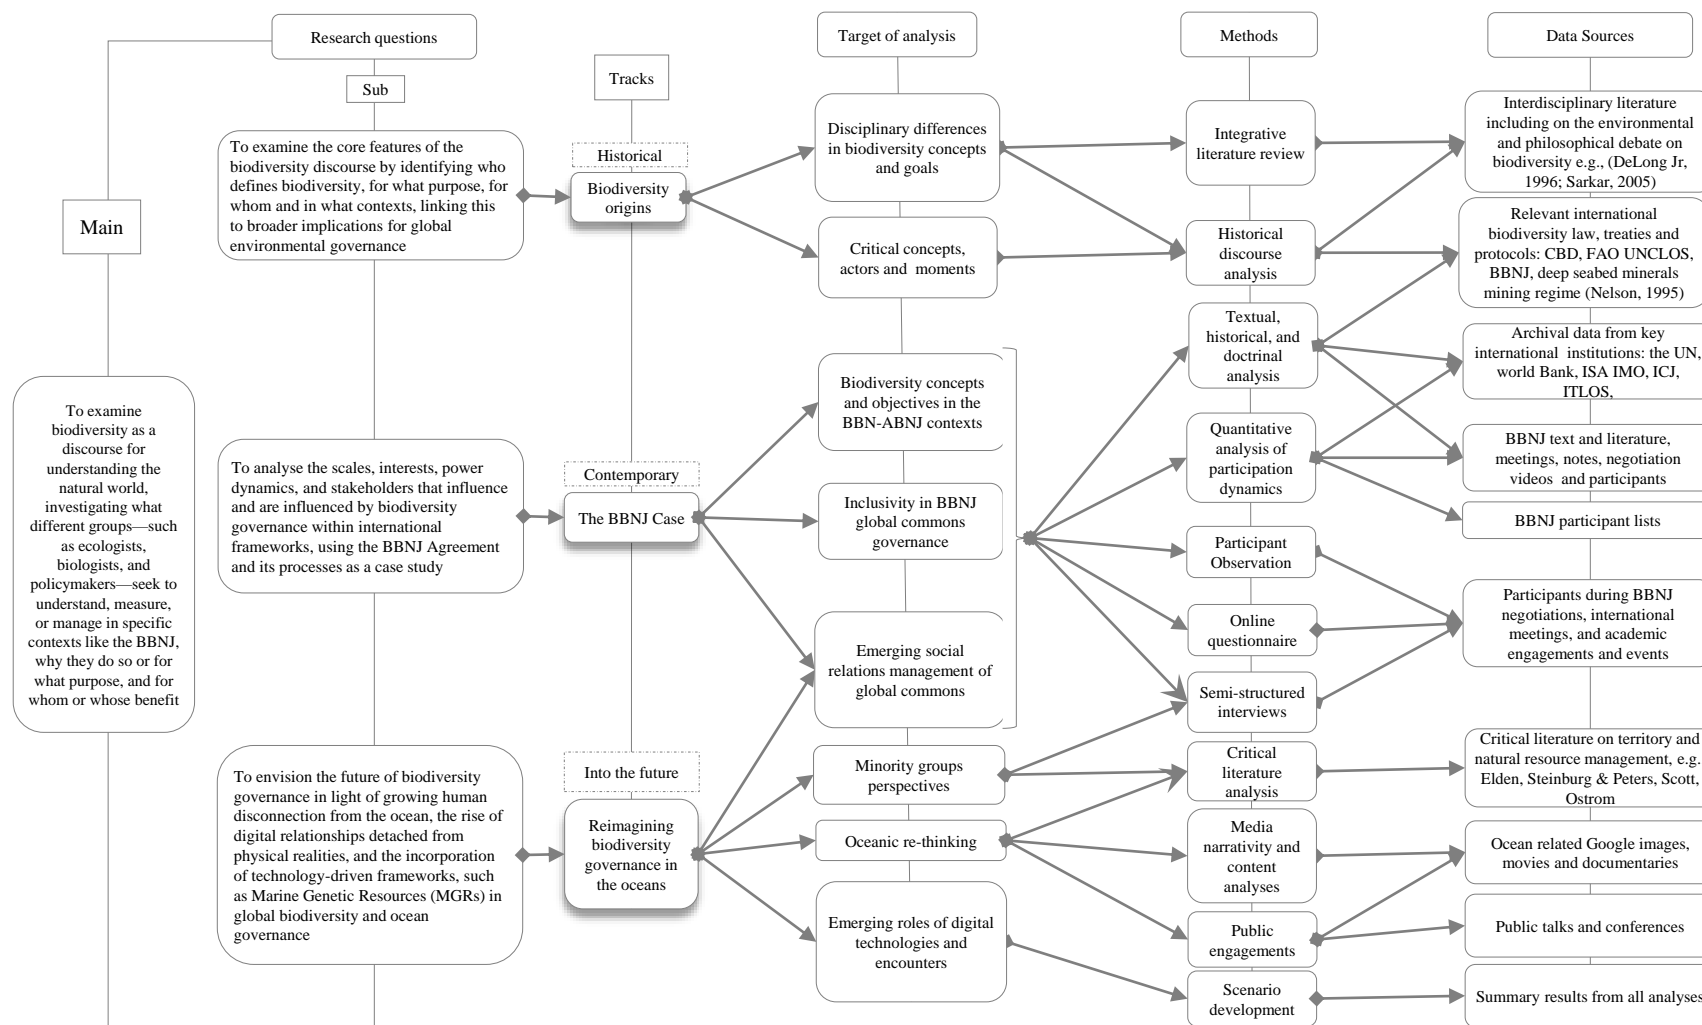 Research questions
Target of analysis
Methods
Data Sources
Sub
Tracks
Main
To examine
biodiversity as a
discourse for
understanding the
natural world,
investigating what
different groups—such
as ecologists,
biologists, and
policymakers—seek to
understand, measure,
or manage in specific
contexts like the BBNJ,
why they do so or for
what purpose, and for
whom or whose benefit
To examine the core features of the
biodiversity discourse by identifying who
defines biodiversity, for what purpose, for
whom and in what contexts, linking this
to broader implications for global
environmental governance
To analyse the scales, interests, power
dynamics, and stakeholders that influence
and are influenced by biodiversity
governance within international
frameworks, using the BBNJ Agreement
and its processes as a case study
To envision the future of biodiversity
governance in light of growing human
disconnection from the ocean, the rise of
digital relationships detached from
physical realities, and the incorporation
of technology-driven frameworks, such
as Marine Genetic Resources (MGRs) in
global biodiversity and ocean
governance
Historical
Biodiversity
origins
Contemporary
The BBNJ Case
Into the future
Reimagining
biodiversity
governance in
the oceans
Disciplinary differences
in biodiversity concepts
and goals
Critical concepts,
actors and moments
Biodiversity concepts
and objectives in the
BBN-ABNJ contexts
Inclusivity in BBNJ
global commons
governance
Emerging social
relations management of
global commons
Minority groups
perspectives
Oceanic re-thinking
Emerging roles of digital
technologies and
encounters
Integrative
literature review
Historical
discourse
analysis
Textual,
historical, and
doctrinal
analysis
Quantitative
analysis of
participation
dynamics
Participant
Observation
Online
questionnaire
Semi-structured
interviews
Critical
literature
analysis
Media
narrativity and
content
analyses
Public
engagements
Scenario
development
Interdisciplinary literature
including on the environmental
and philosophical debate on
biodiversity e.g., (DeLong Jr,
1996; Sarkar, 2005)
Relevant international
biodiversity law, treaties and
protocols: CBD, FAO UNCLOS,
BBNJ, deep seabed minerals
mining regime (Nelson, 1995)
Archival data from key
international institutions: the UN,
world Bank, ISA IMO, ICJ,
ITLOS,
BBNJ text and literature,
meetings, notes, negotiation
videos and participants
BBNJ participant lists
Participants during BBNJ
negotiations, international
meetings, and academic
engagements and events
Critical literature on territory and
natural resource management, e.g.
Elden, Steinburg & Peters, Scott,
Ostrom
Ocean related Google images,
movies and documentaries
Public talks and conferences
Summary results from all analyses